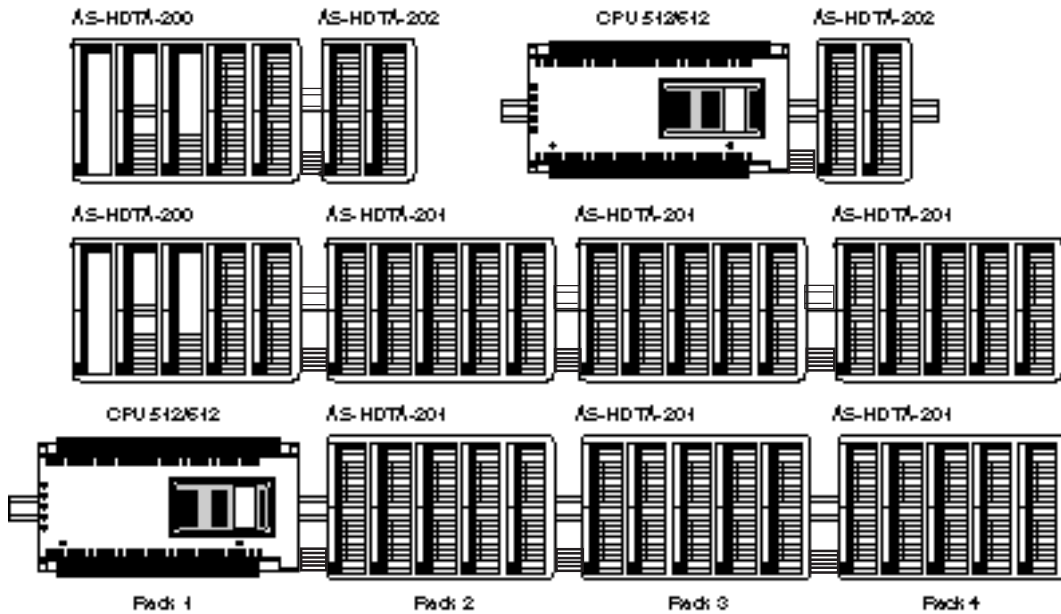 AS-HDTA-200 AS-HDTA-202 CPU 512/612 AS-HDTA-202
AS-HDTA-200 AS-HDTA-201 AS-HDTA-201 AS-HDTA-201
CPU 512/612 AS-HDTA-201 AS-HDTA-201 AS-HDTA-201
Rack 1 Rack 2 Rack 3 Rack 4